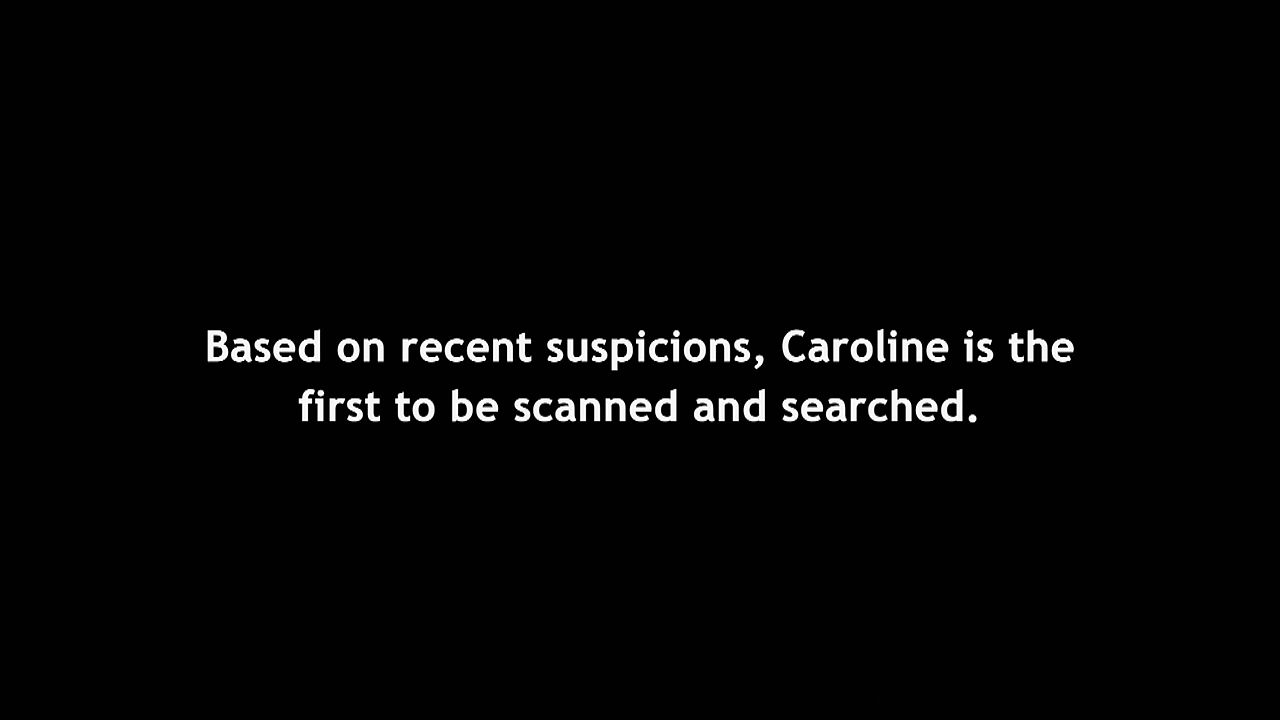 Based on recent suspicions, Caroline is the
first to be scanned and searched.